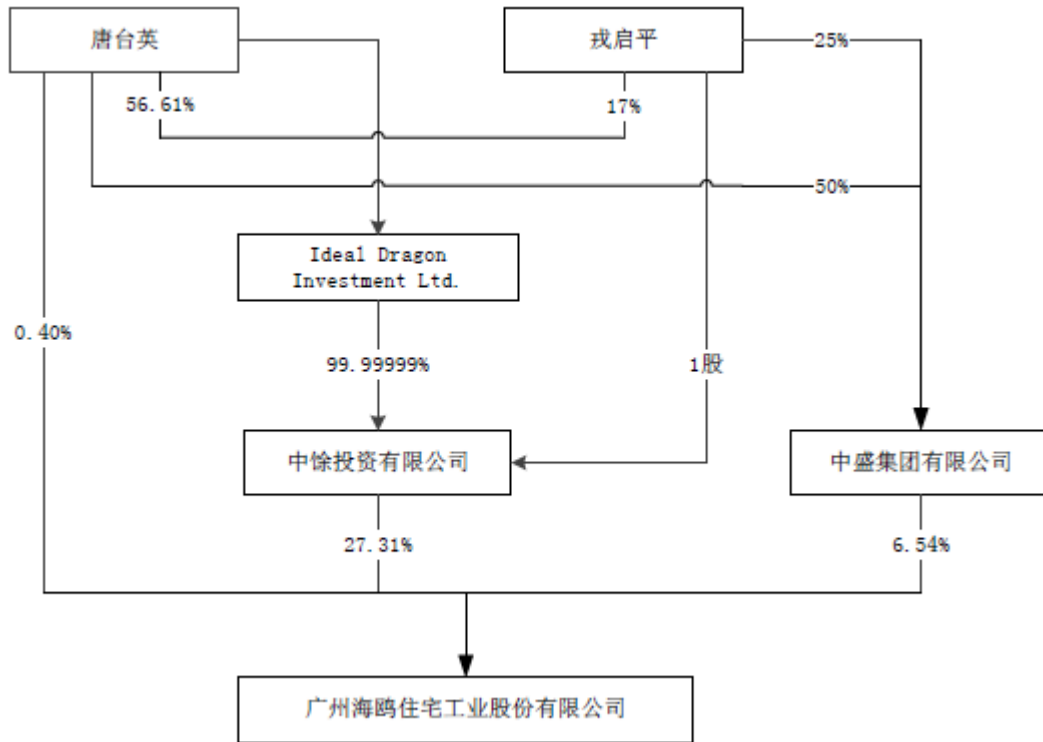 唐台英
戎启平
25%
56.61%
17%
50%
Ideal Dragon
Investment Ltd.
0.40%
99.99999%
1股
中馀投资有限公司
中盛集团有限公司
27.31%
6.54%
广州海鸥住宅工业股份有限公司